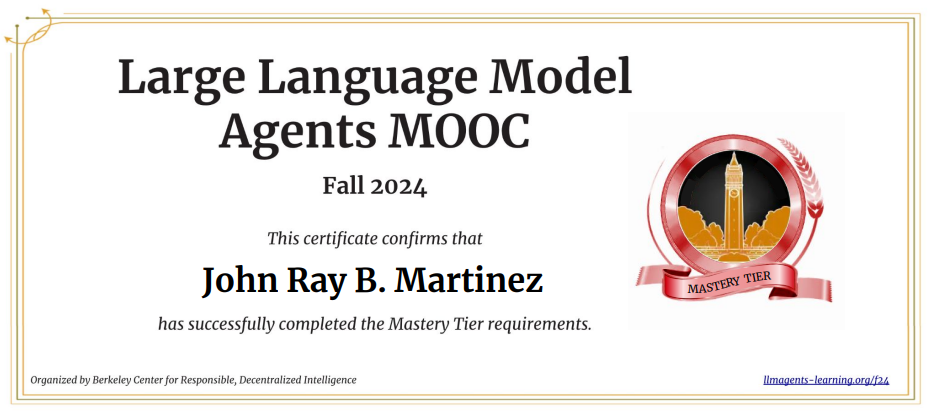 Large Language Model
Agents MOOC
Fall 2024
This certificate confirms that
John Ray B. Martinez
has successfully completed the Mastery Tier requirements.
MASTERY TIER
Organized by Berkeley Center for Responsible, Decentralized Intelligence
llmagents-learning.org/f24